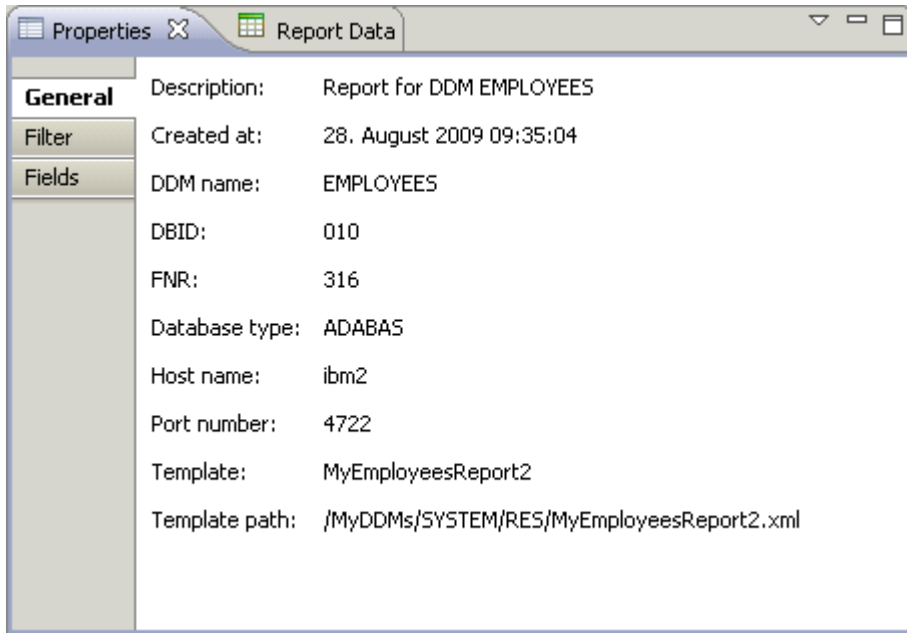 Properties Report Data
General
Filter
Fields
Description: Report for DDM EMPLOYEES
Created at: 28. August 2009 09:35:04
DDM name: EMPLOYEES
DBID: 010
FNR: 316
Database type: ADABAS
Host name: ibm2
Port number: 4722
Template: MyEmployeesReport2
Template path: /MyDDMs/SYSTEM/RES/MyEmployeesReport2.xml